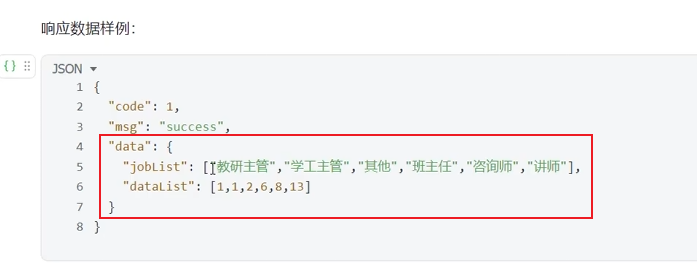 响应数据样例：
JSON
1 {
2 "code": 1,
3 "msg": "success",
4 "data": {
5 "jobList": ["教研主管","学工主管","其他","班主任","咨询师","讲师"],
6 "dataList": [1,1,2,6,8,13]
7 }
8 }